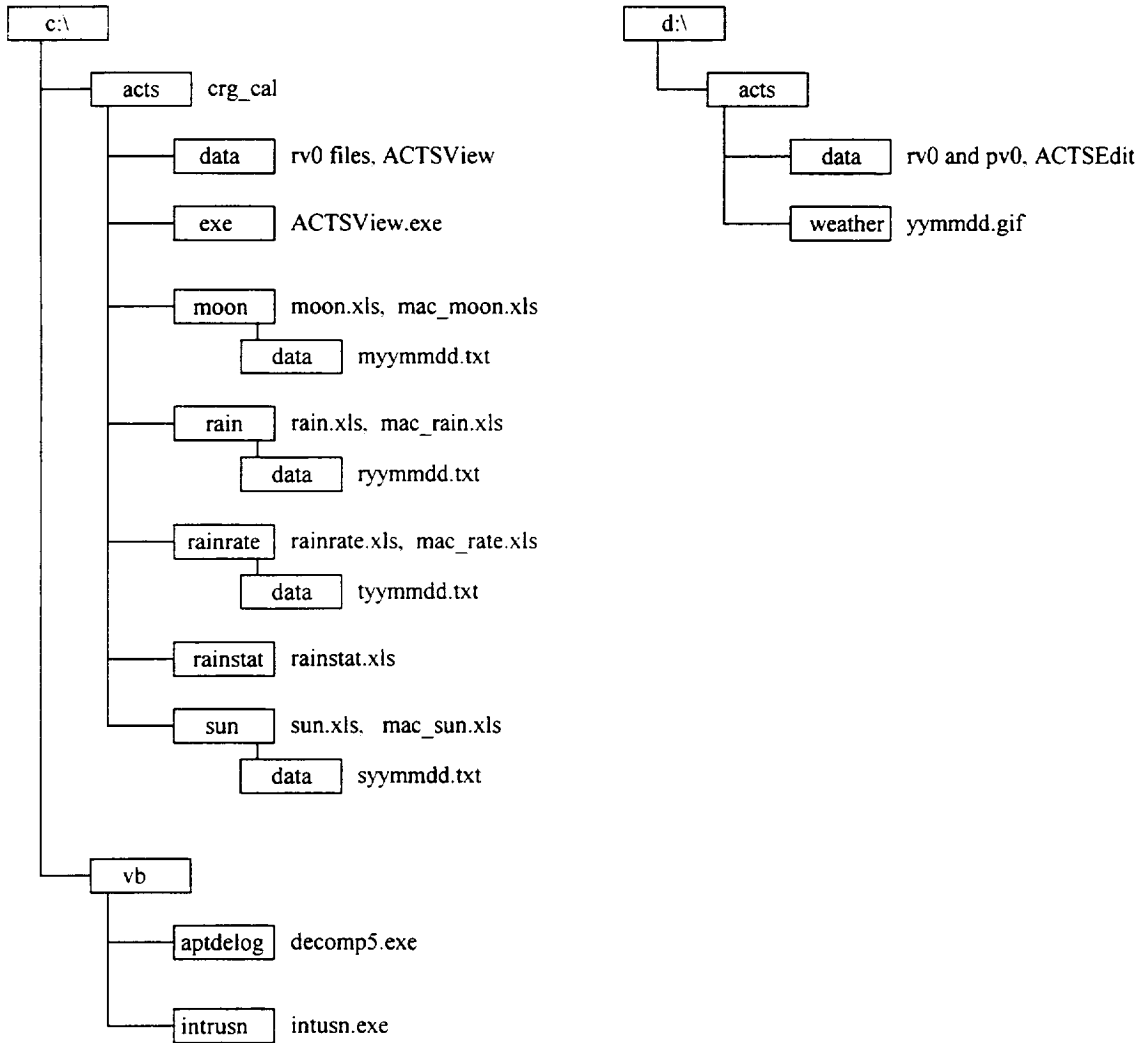 c:\
acts crg_cal
data rv0 files, ACTSView
exe ACTSView.exe
moon moon.xls, mac_moon.xls
data myymmdd.txt
rain rain.xls, mac_rain.xls
data ryymmdd.txt
rainrate rainrate.xls, mac_rate.xls
data tyymmdd.txt
rainstat rainstat.xls
sun sun.xls, mac_sun.xls
data syymmdd.txt
vb
aptdelog decomp5.exe
intrusn intusn.exe
d:\
acts
data rv0 and pv0, ACTSEdit
weather yymmdd.gif